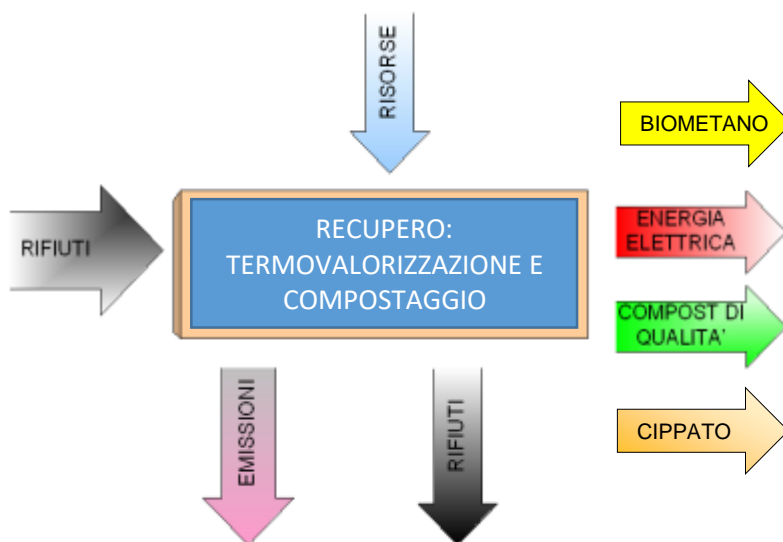 RISORSE
BIOMETANO
RIFIUTI
RECUPERO:
TERMOVALORIZZAZIONE E
COMPOSTAGGIO
ENERGIA
ELETTRICA
COMPOST DI
QUALITA'
CIPPATO
EMISSIONI
RIFIUTI